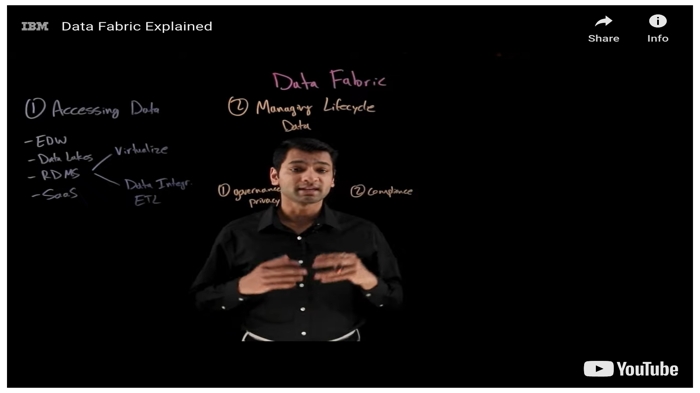 IBM Data Fabric Explained
Share
Info
Data Fabric
① Accessing Data
- EDW
- Data Lakes
- RDMS
- SaaS
Virtualize
Data Integr.
ETL
② Managing Lifecycle
Data
① governance
privacy
② Compliance
YouTube